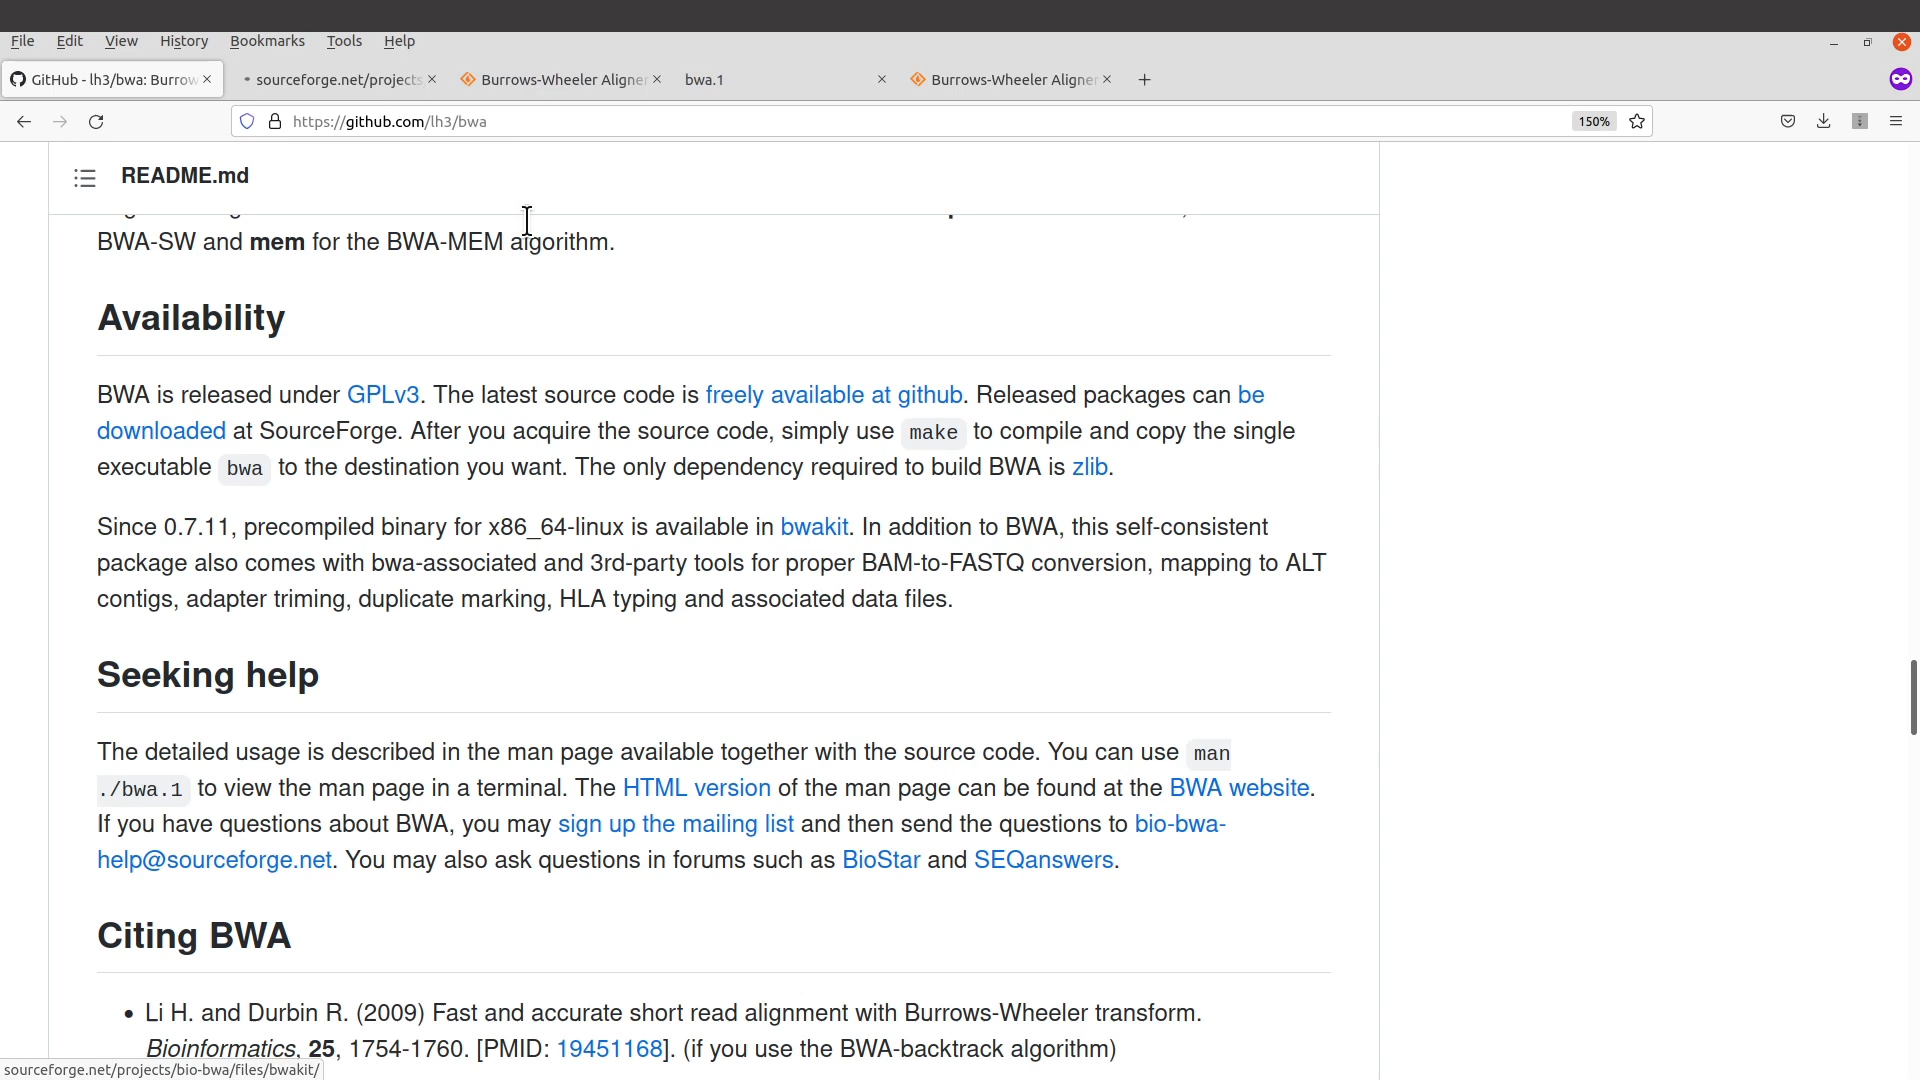 File Edit View History Bookmarks Tools Help
GitHub - lh3/bwa: Burrow
sourceforge.net/projects
Burrows-Wheeler Aligner
bwa.1
Burrows-Wheeler Aligner
https://github.com/lh3/bwa
150%
README.md
BWA-SW and mem for the BWA-MEM algorithm.
Availability
BWA is released under GPLv3. The latest source code is freely available at github. Released packages can be
downloaded at SourceForge. After you acquire the source code, simply use make to compile and copy the single
executable bwa to the destination you want. The only dependency required to build BWA is zlib.
Since 0.7.11, precompiled binary for x86_64-linux is available in bwakit. In addition to BWA, this self-consistent
package also comes with bwa-associated and 3rd-party tools for proper BAM-to-FASTQ conversion, mapping to ALT
contigs, adapter triming, duplicate marking, HLA typing and associated data files.
Seeking help
The detailed usage is described in the man page available together with the source code. You can use man
./bwa.1 to view the man page in a terminal. The HTML version of the man page can be found at the BWA website.
If you have questions about BWA, you may sign up the mailing list and then send the questions to bio-bwa-
help@sourceforge.net. You may also ask questions in forums such as BioStar and SEQanswers.
Citing BWA
• Li H. and Durbin R. (2009) Fast and accurate short read alignment with Burrows-Wheeler transform.
Bioinformatics, 25, 1754-1760. [PMID: 19451168]. (if you use the BWA-backtrack algorithm)
sourceforge.net/projects/bio-bwa/files/bwakit/